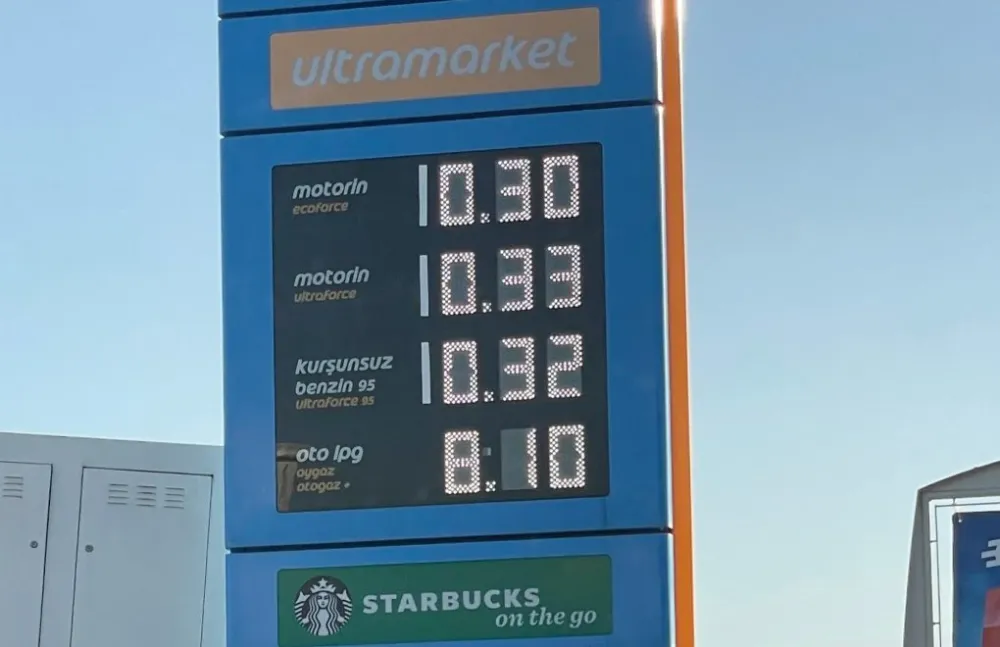 ultramarket
motorin 0.30
ecoforce
motorin 0.33
ultraforce
kurşunsuz
benzin 95 0.32
ultraforce 95
oto lpg 8.10
aygaz
otogaz +
STARBUCKS
on the go